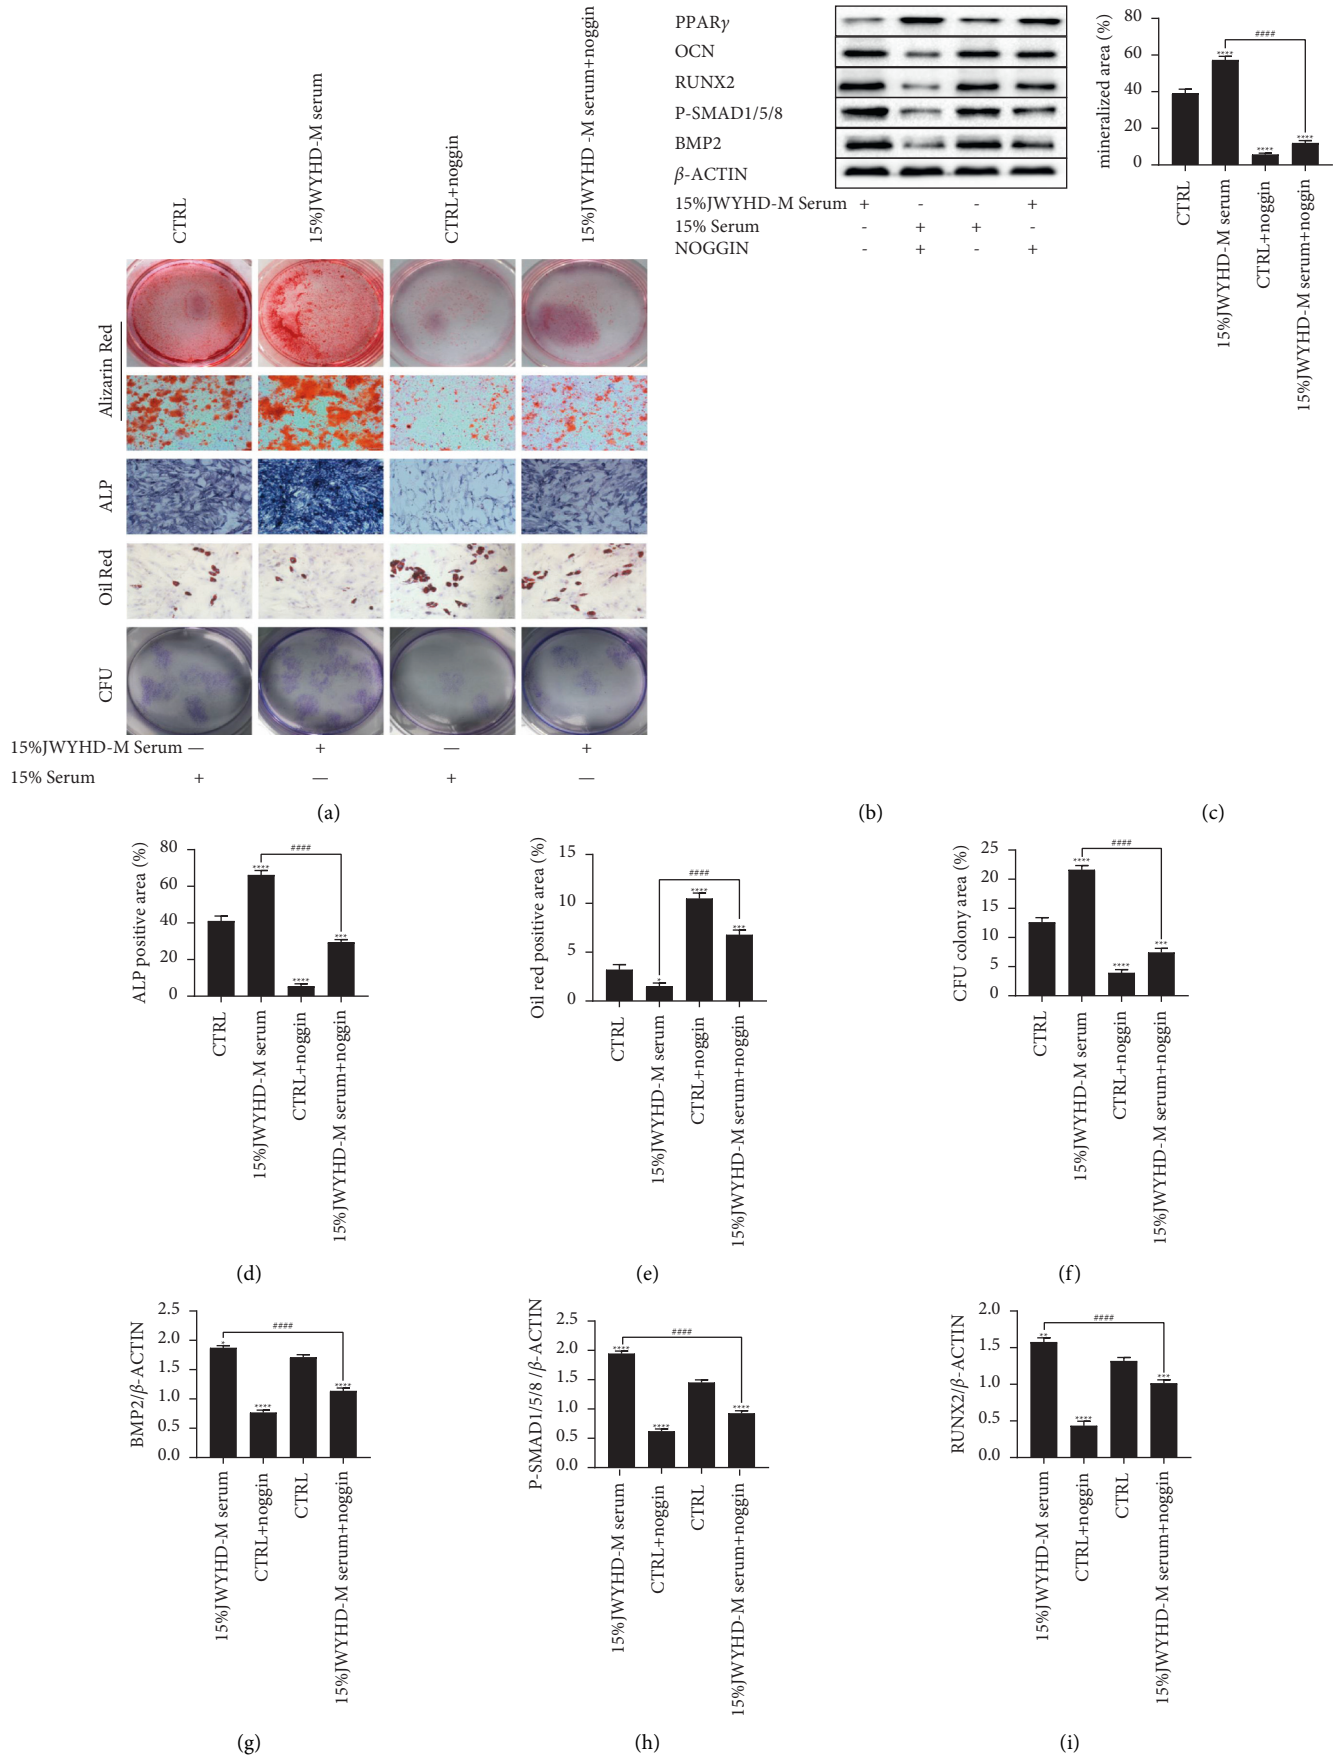 CTRL
15%JWYHD-M serum
CTRL+noggin
15%JWYHD -M serum+noggin
Alizarin Red
ALP
Oil Red
CFU
15%JWYHD-M Serum — + — +
15% Serum + — + —
(a)
PPARγ
OCN
RUNX2
P-SMAD1/5/8
BMP2
β-ACTIN
15%JWYHD-M Serum + - - +
15% Serum - + + -
NOGGIN - + - +
(b)
mineralized area (%)
80
60
40
20
0
####
****
****
****
CTRL
15%JWYHD-M serum
CTRL+noggin
15%JWYHD-M serum+noggin
(c)
ALP positive area (%)
80
60
40
20
0
####
****
****
***
CTRL
15%JWYHD-M serum
CTRL+noggin
15%JWYHD-M serum+noggin
(d)
Oil red positive area (%)
15
10
5
0
####
*
****
***
CTRL
15%JWYHD-M serum
CTRL+noggin
15%JWYHD-M serum+noggin
(e)
CFU colony area (%)
25
20
15
10
5
0
####
****
****
***
CTRL
15%JWYHD-M serum
CTRL+noggin
15%JWYHD-M serum+noggin
(f)
BMP2/β-ACTIN
2.5
2.0
1.5
1.0
0.5
0.0
####
*
****
****
15%JWYHD-M serum
CTRL+noggin
CTRL
15%JWYHD-M serum+noggin
(g)
P-SMAD1/5/8 /β-ACTIN
2.5
2.0
1.5
1.0
0.5
0.0
####
****
****
****
15%JWYHD-M serum
CTRL+noggin
CTRL
15%JWYHD-M serum+noggin
(h)
RUNX2/β-ACTIN
2.0
1.5
1.0
0.5
0.0
####
**
****
***
15%JWYHD-M serum
CTRL+noggin
CTRL
15%JWYHD-M serum+noggin
(i)